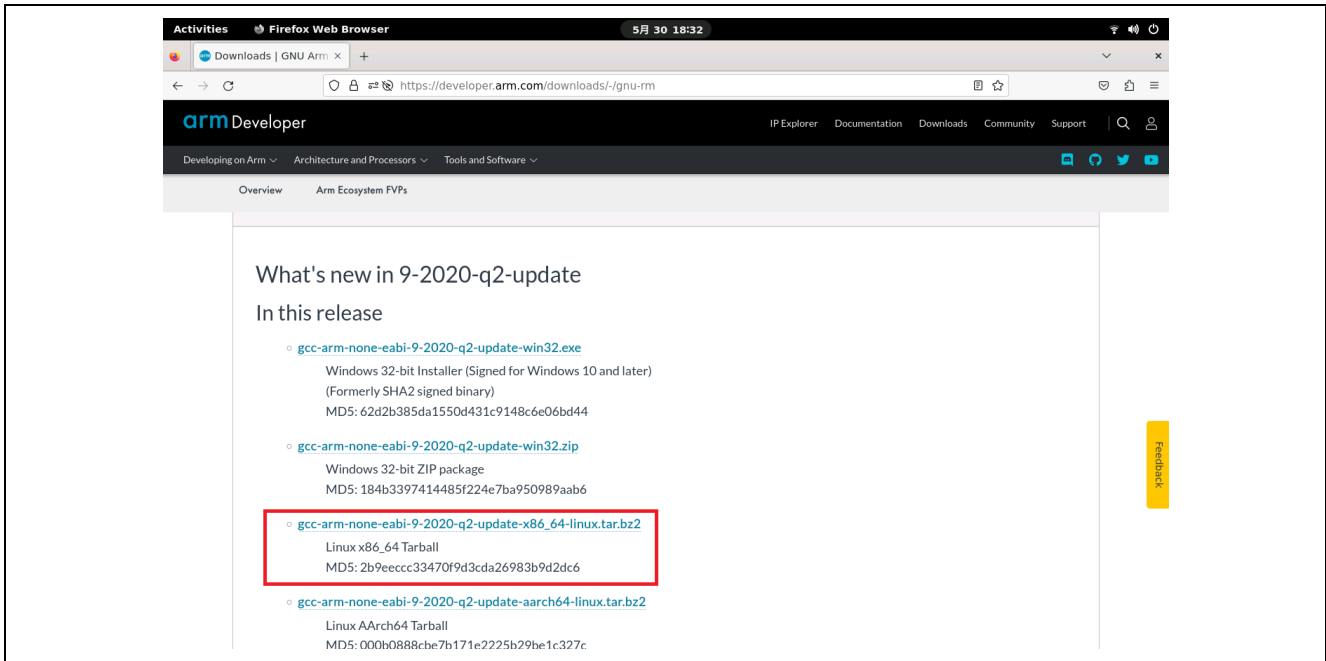 Activities Firefox Web Browser 5月 30 18:32
Downloads | GNU Arm × +
https://developer.arm.com/downloads/-/gnu-rm
arm Developer IP Explorer Documentation Downloads Community Support
Developing on Arm Architecture and Processors Tools and Software
Overview Arm Ecosystem FVPs
What's new in 9-2020-q2-update
In this release
gcc-arm-none-eabi-9-2020-q2-update-win32.exe
Windows 32-bit Installer (Signed for Windows 10 and later)
(Formerly SHA2 signed binary)
MD5: 62d2b385da1550d431c9148c6e06bd44
gcc-arm-none-eabi-9-2020-q2-update-win32.zip
Windows 32-bit ZIP package
MD5: 184b3397414485f224e7ba950989aab6
Feedback
gcc-arm-none-eabi-9-2020-q2-update-x86_64-linux.tar.bz2
Linux x86_64 Tarball
MD5: 2b9eeccc33470f9d3cda26983b9d2dc6
gcc-arm-none-eabi-9-2020-q2-update-aarch64-linux.tar.bz2
Linux AArch64 Tarball
MD5: 000b0888cbe7b171e2225b29be1c327c